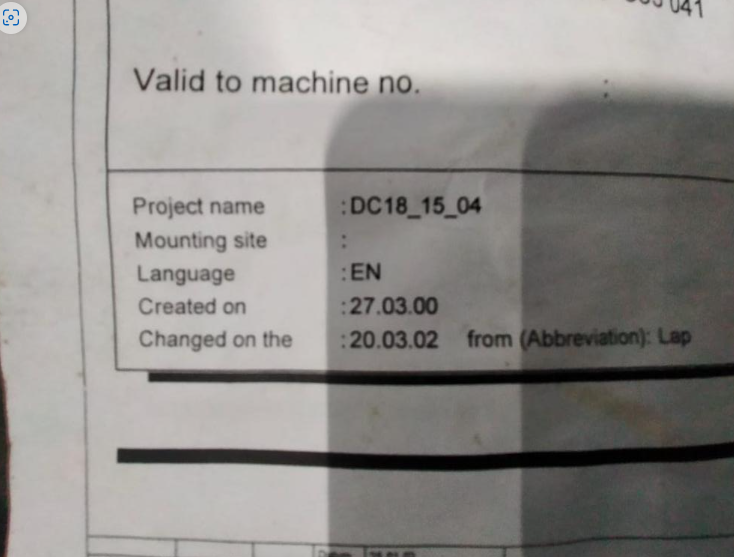 041
Valid to machine no. :
Project name :DC18_15_04
Mounting site :
Language :EN
Created on :27.03.00
Changed on the :20.03.02 from (Abbreviation): Lap